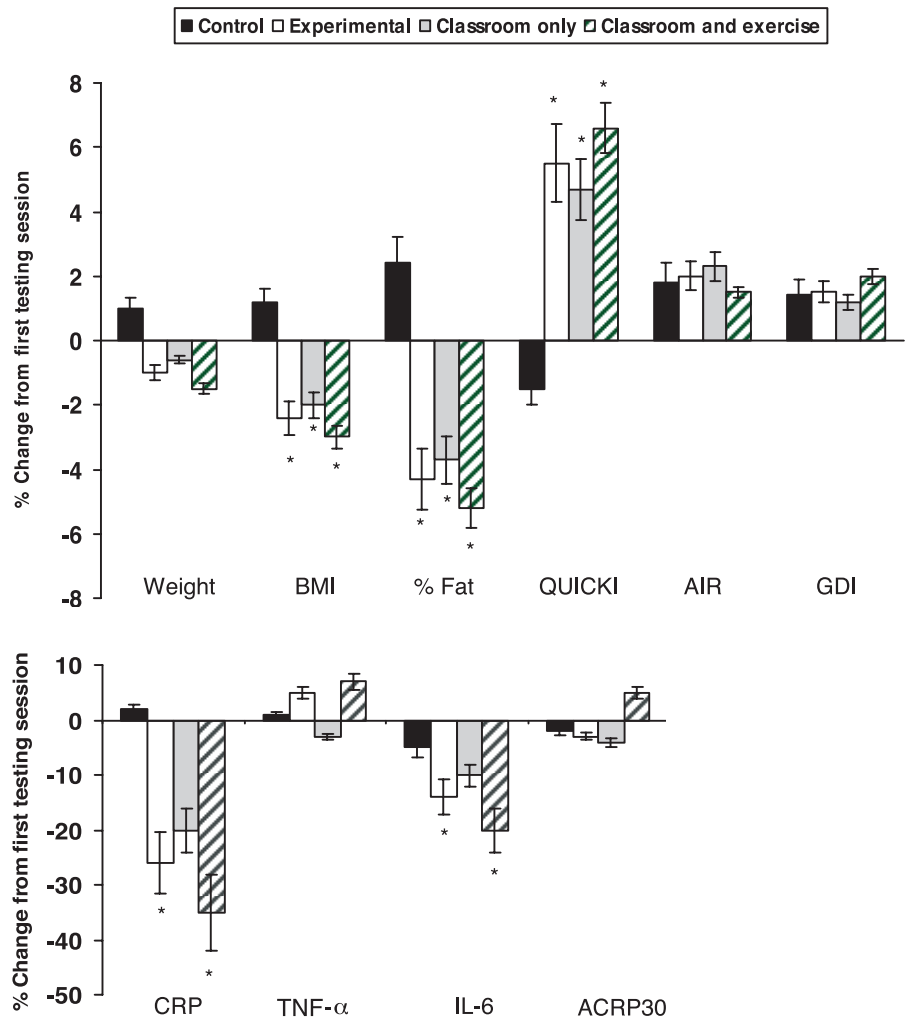 Control Experimental Classroom only Classroom and exercise
% Change from first testing session
8
6
4
2
0
-2
-4
-6
-8
* * *
* * *
* * *
Weight BMI % Fat QUICKI AIR GDI
% Change from first testing session
10
0
-10
-20
-30
-40
-50
* *
* *
CRP TNF-α IL-6 ACRP30